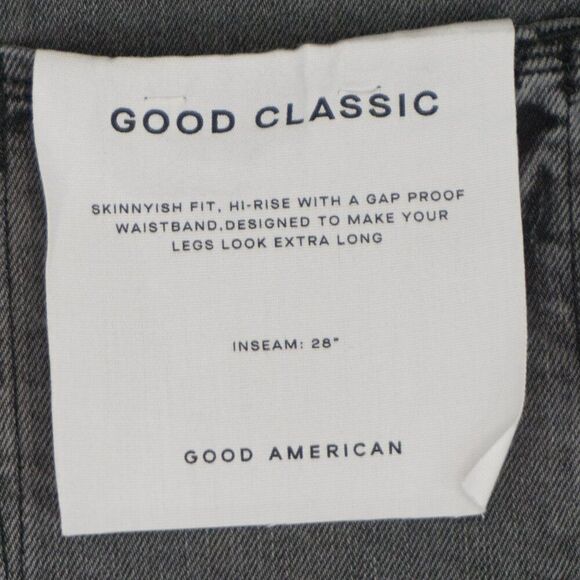 GOOD CLASSIC
SKINNYISH FIT, HI-RISE WITH A GAP PROOF
WAISTBAND,DESIGNED TO MAKE YOUR
LEGS LOOK EXTRA LONG
INSEAM: 28"
GOOD AMERICAN